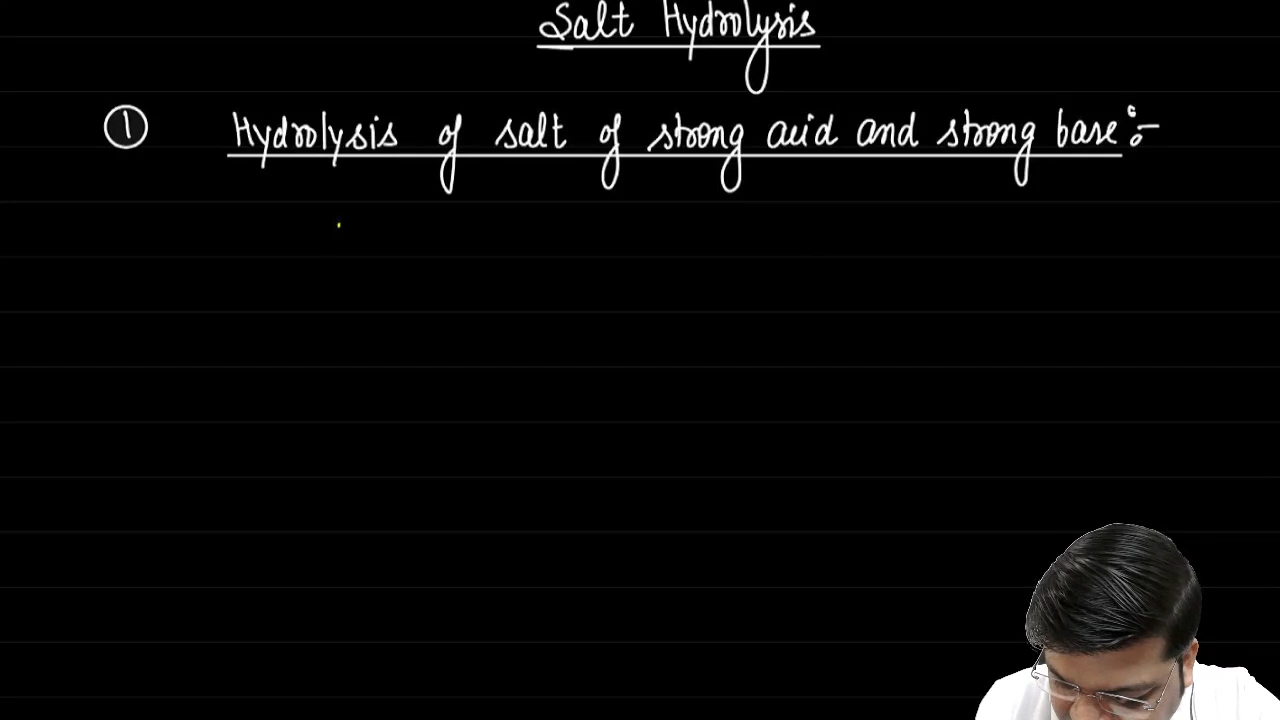 Salt Hydrolysis
① Hydrolysis of salt of strong acid and strong base :-